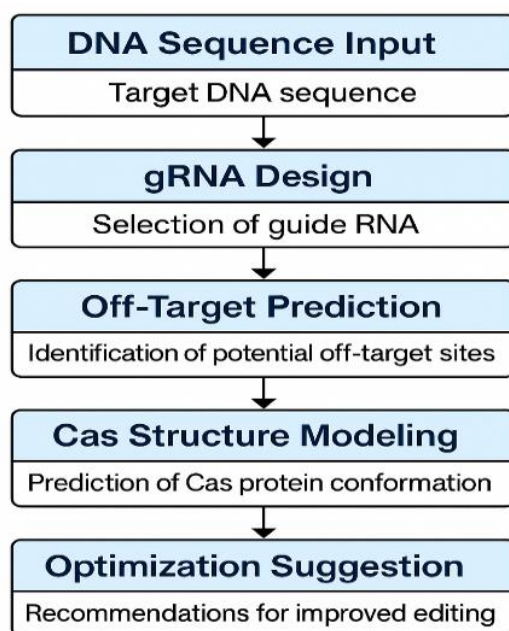 DNA Sequence Input
Target DNA sequence
gRNA Design
Selection of guide RNA
Off-Target Prediction
Identification of potential off-target sites
Cas Structure Modeling
Prediction of Cas protein conformation
Optimization Suggestion
Recommendations for improved editing